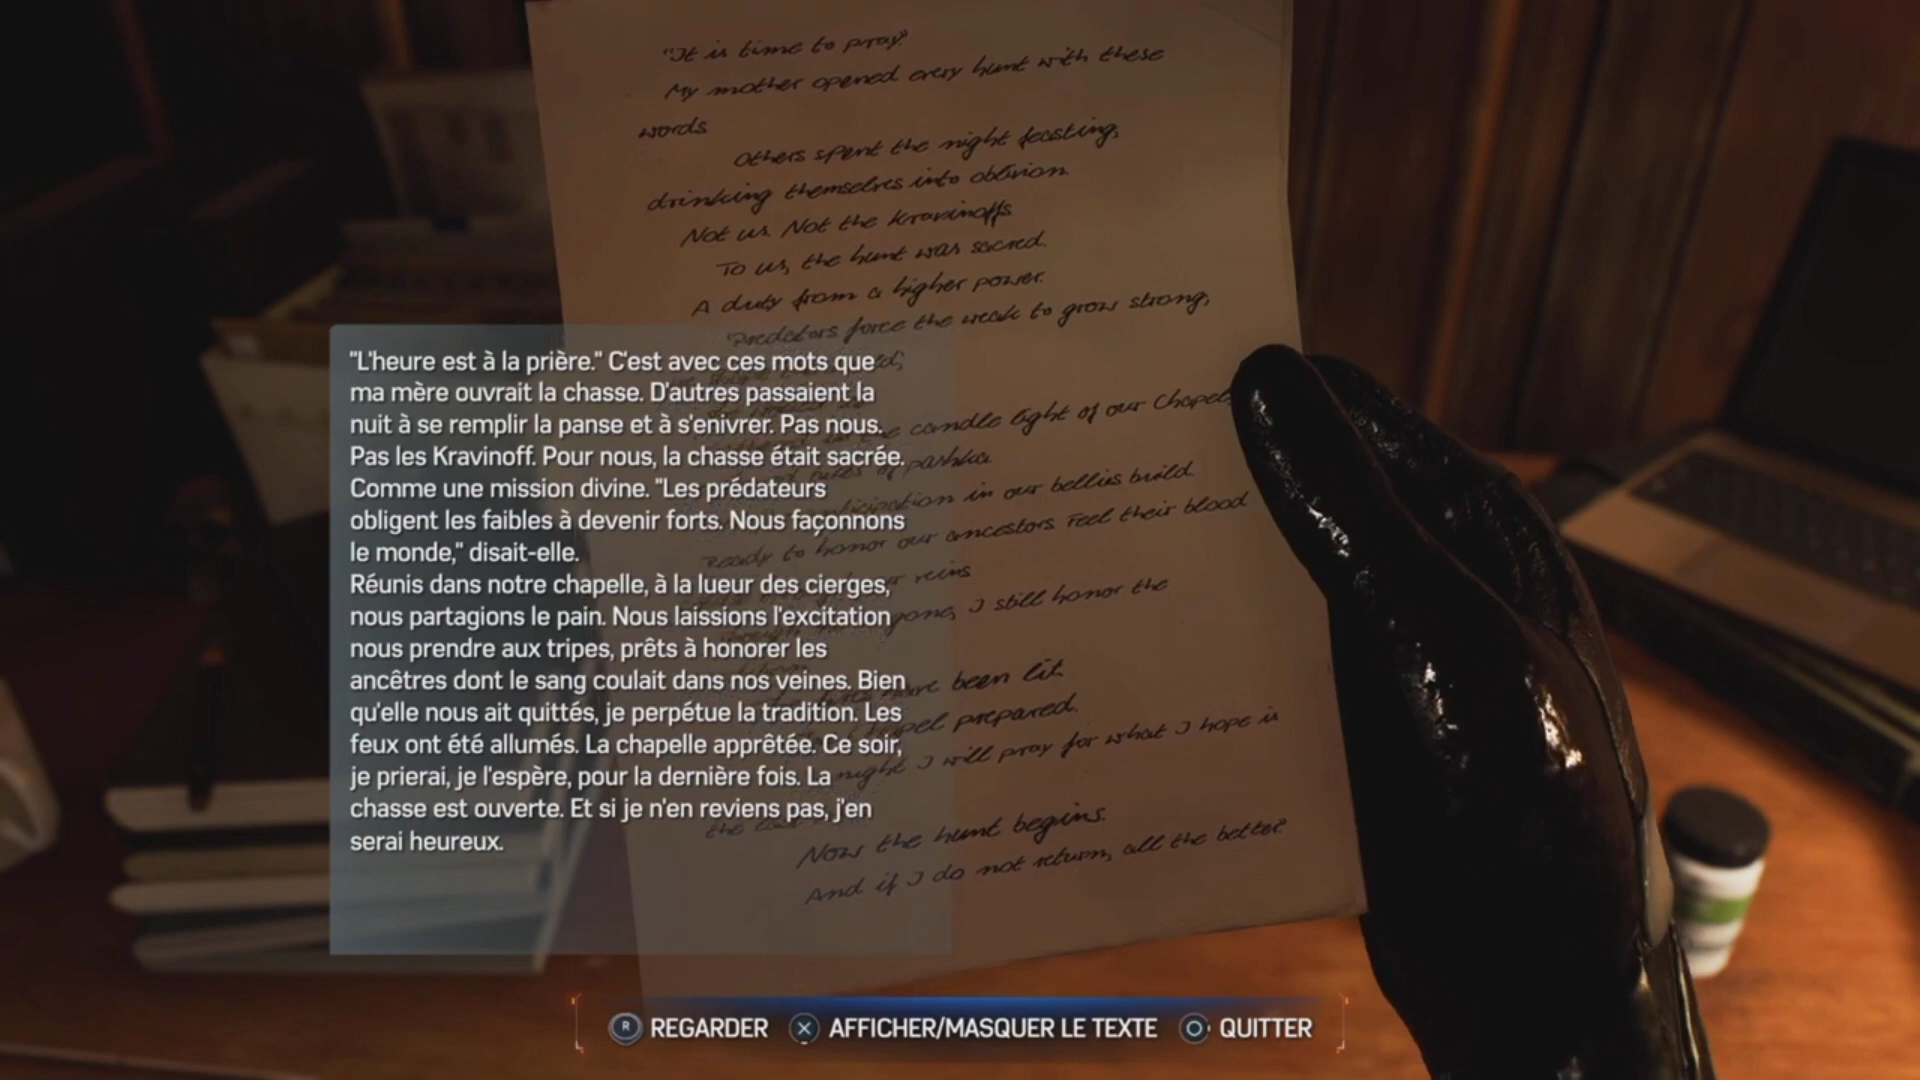 "It is time to pray."
My mother opened every hunt with these
words.
Others spent the night feasting,
drinking themselves into oblivion.
Not us. Not the Kravinoffs.
To us, the hunt was sacred.
A duty from a higher power.
Predators force the weak to grow strong,
candle light of our Chapel,
of pashka.
anticipation in our bellies build.
Ready to honor our ancestors. Feel their blood
our veins.
gone, I still honor the
have been lit.
prepared.
night I will pray for what I hope is
the last
Now the hunt begins.
And if I do not return, all the better."
"L'heure est à la prière." C'est avec ces mots que
ma mère ouvrait la chasse. D'autres passaient la
nuit à se remplir la panse et à s'enivrer. Pas nous.
Pas les Kravinoff. Pour nous, la chasse était sacrée.
Comme une mission divine. "Les prédateurs
obligent les faibles à devenir forts. Nous façonnons
le monde," disait-elle.
Réunis dans notre chapelle, à la lueur des cierges,
nous partagions le pain. Nous laissions l'excitation
nous prendre aux tripes, prêts à honorer les
ancêtres dont le sang coulait dans nos veines. Bien
qu'elle nous ait quittés, je perpétue la tradition. Les
feux ont été allumés. La chapelle apprêtée. Ce soir,
je prierai, je l'espère, pour la dernière fois. La
chasse est ouverte. Et si je n'en reviens pas, j'en
serai heureux.
R REGARDER AFFICHER/MASQUER LE TEXTE QUITTER